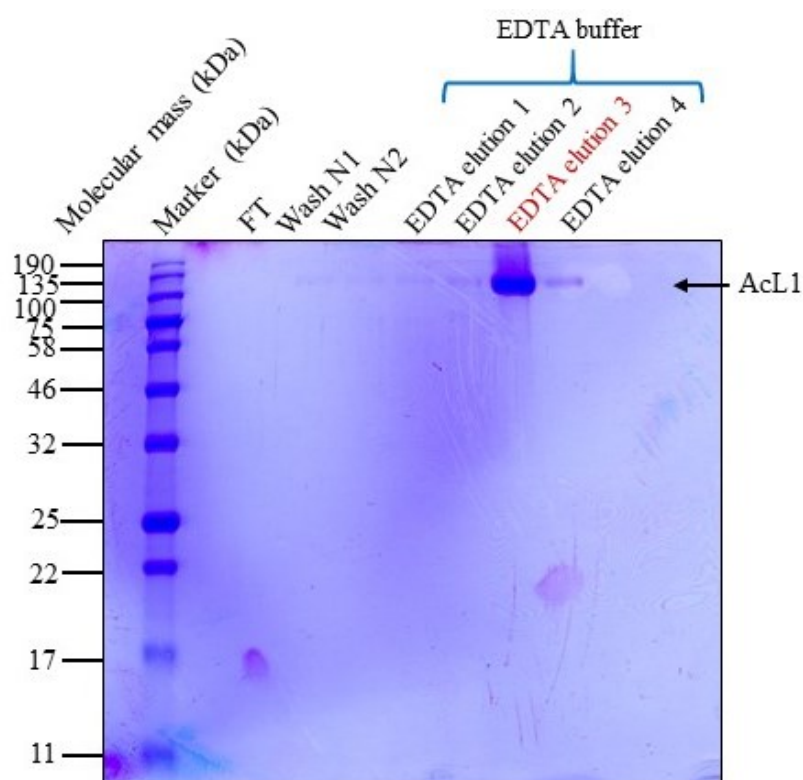 EDTA buffer
Molecular mass (kDa)
Marker (kDa)
FT
Wash N1
Wash N2
EDTA elution 1
EDTA elution 2
EDTA elution 3
EDTA elution 4
190
135
100
75
58
46
32
25
22
17
11
AcL1